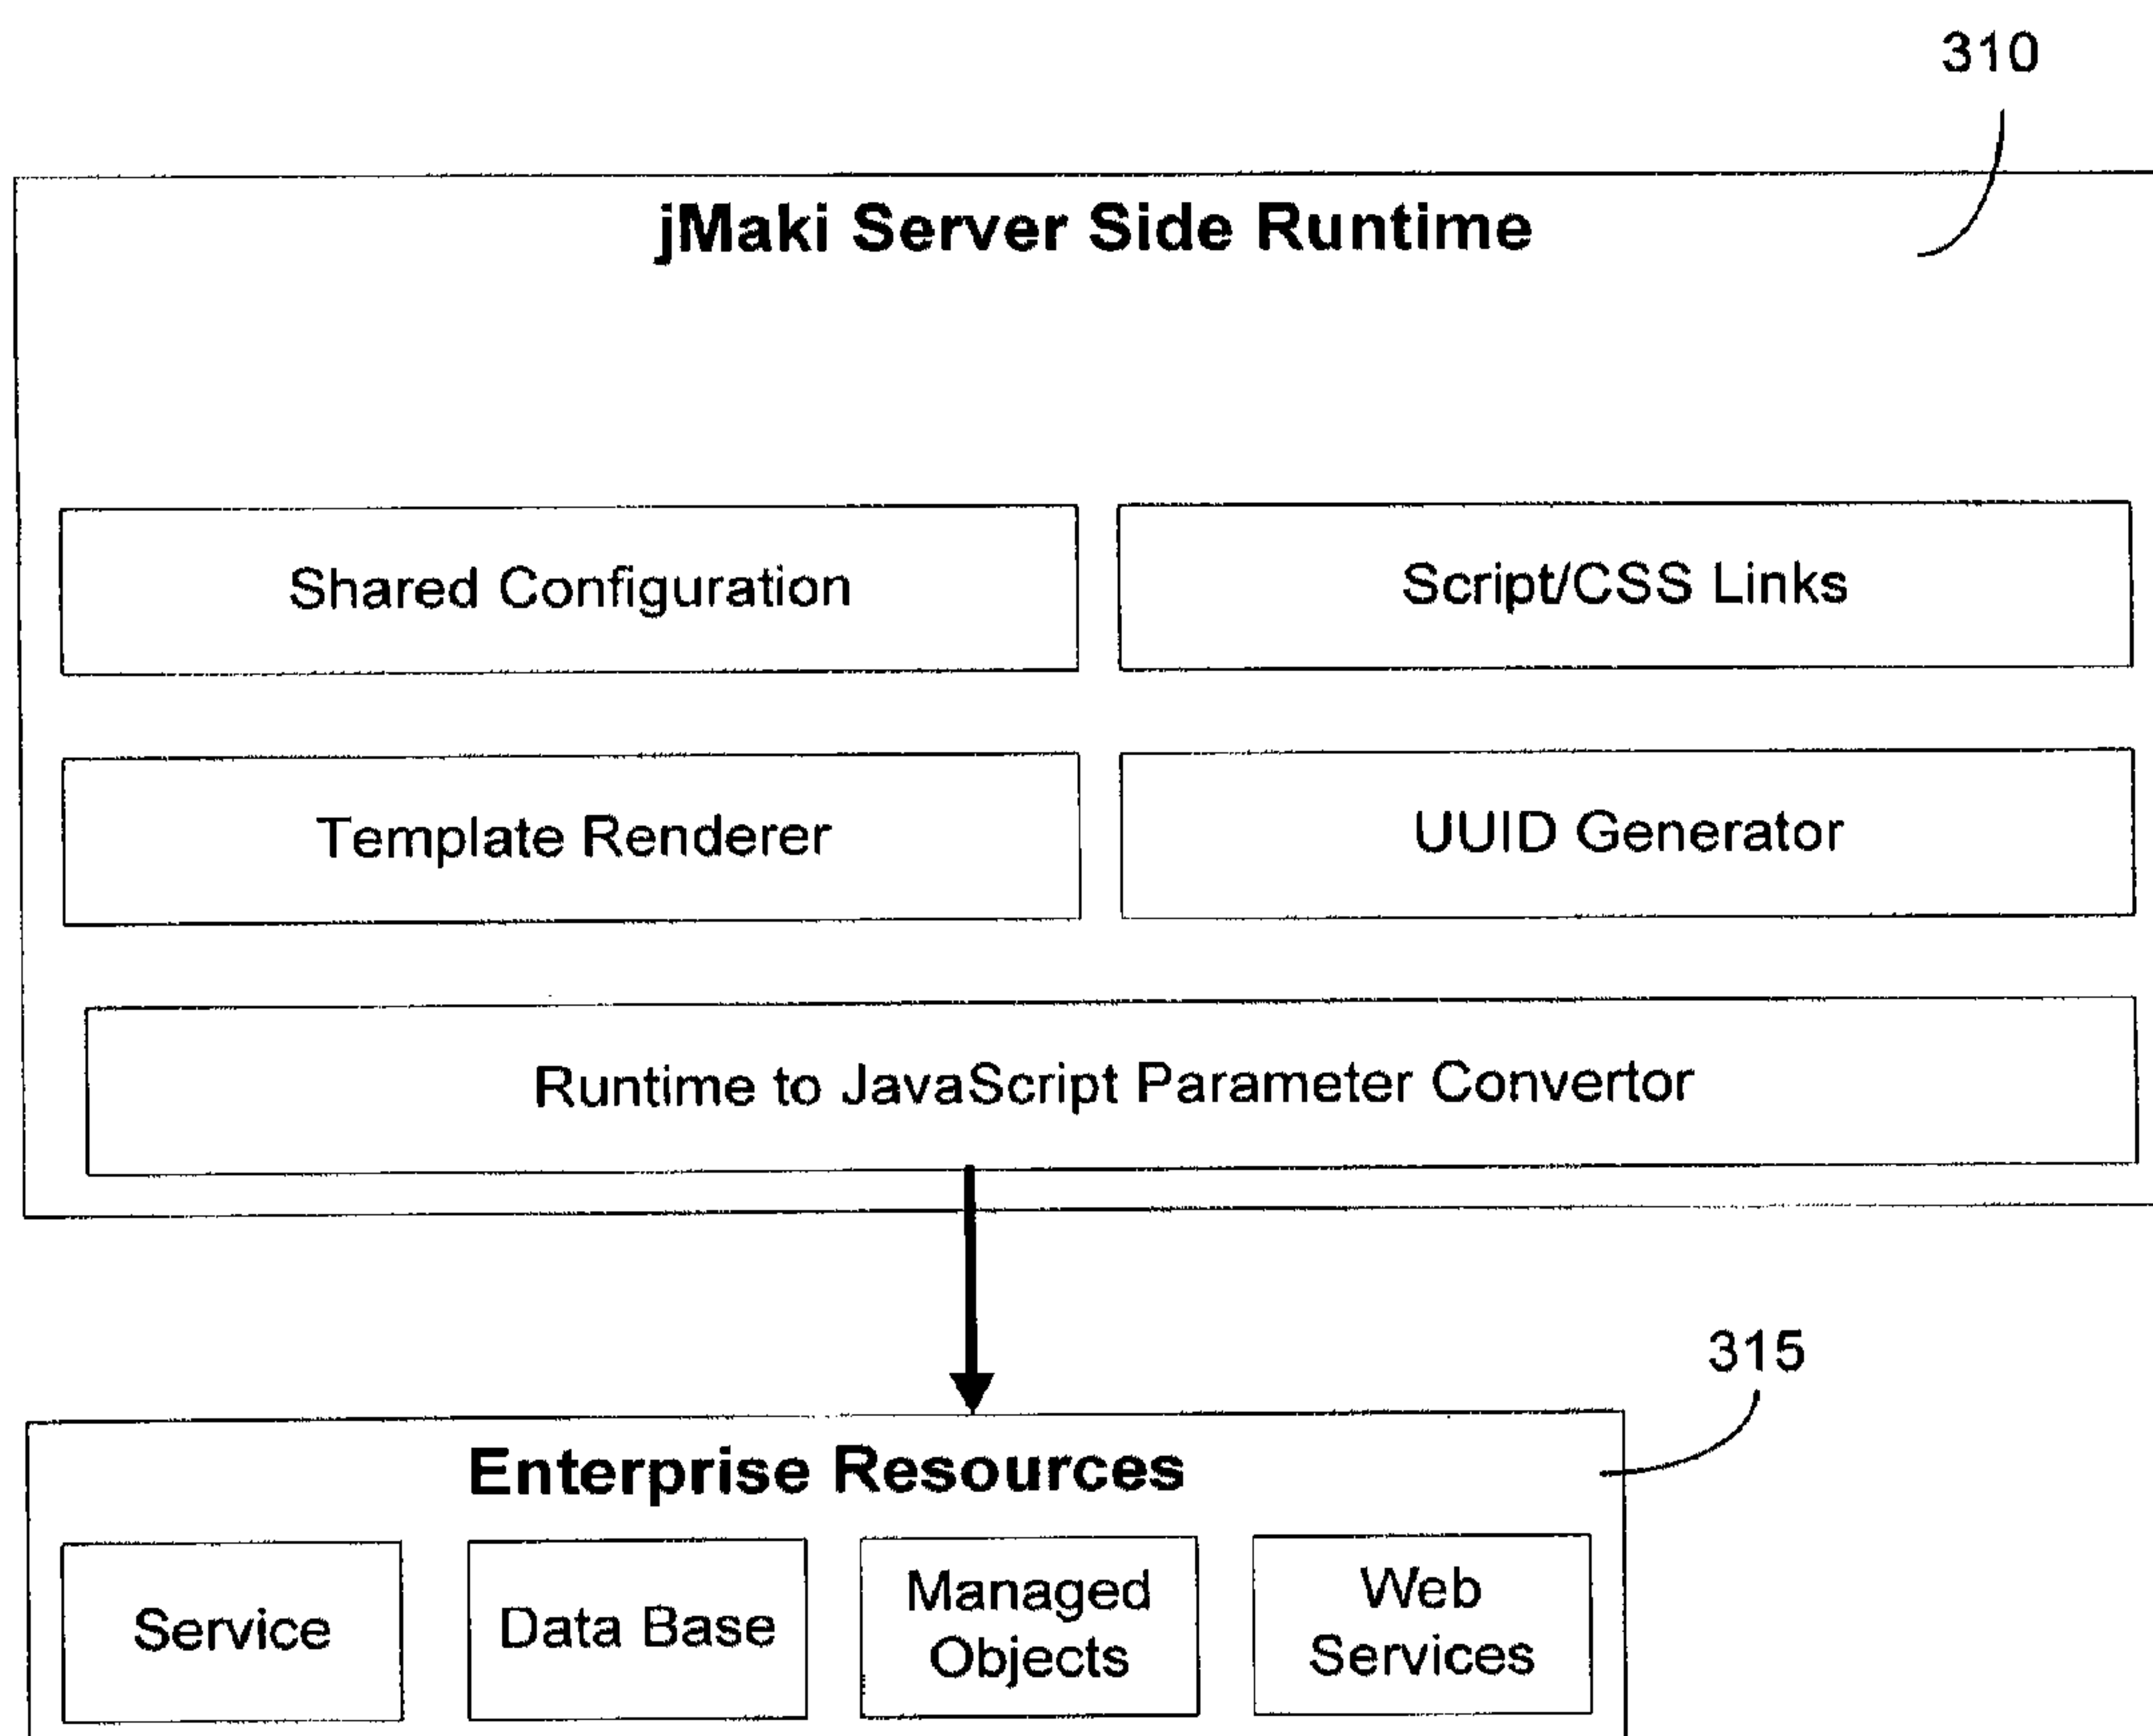 310
jMaki Server Side Runtime
Shared Configuration
Script/CSS Links
Template Renderer
UUID Generator
Runtime to JavaScript Parameter Convertor
315
Enterprise Resources
Service
Data Base
Managed
Objects
Web
Services